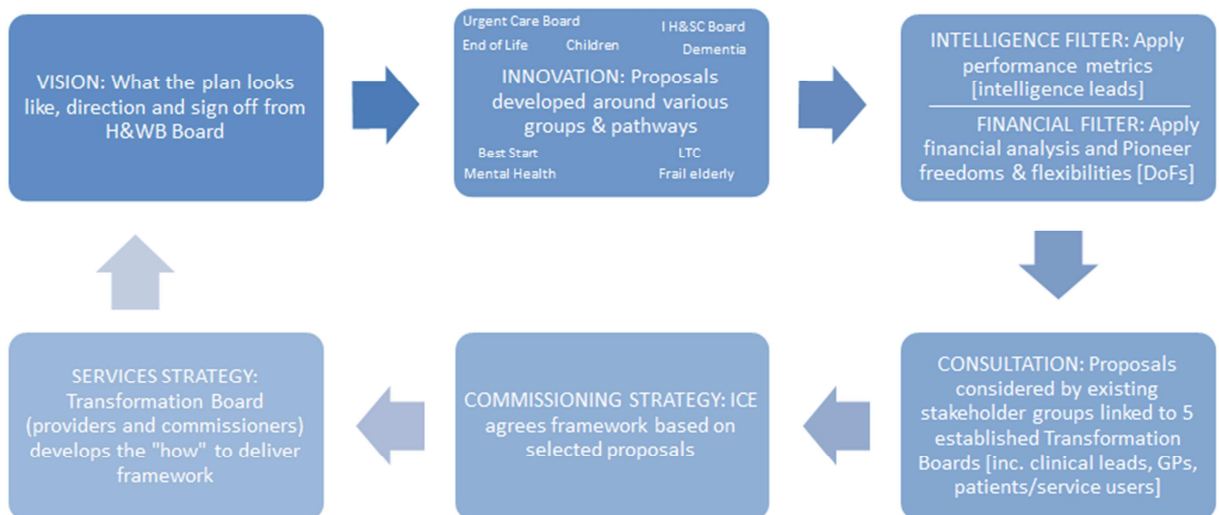 VISION: What the plan looks
like, direction and sign off from
H&WB Board
Urgent Care Board
I H&SC Board
End of Life
Children
Dementia
INNOVATION: Proposals
developed around various
groups & pathways
Best Start
LTC
Mental Health
Frail elderly
INTELLIGENCE FILTER: Apply
performance metrics
[intelligence leads]
FINANCIAL FILTER: Apply
financial analysis and Pioneer
freedoms & flexibilities [DoFs]
CONSULTATION: Proposals
considered by existing
stakeholder groups linked to 5
established Transformation
Boards [inc. clinical leads, GPs,
patients/service users]
COMMISSIONING STRATEGY: ICE
agrees framework based on
selected proposals
SERVICES STRATEGY:
Transformation Board
(providers and commissioners)
develops the "how" to deliver
framework